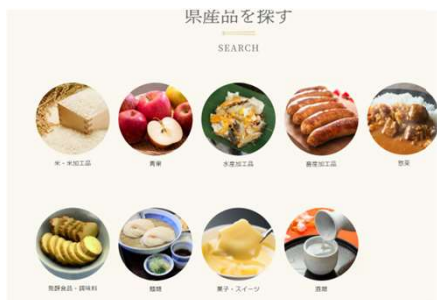 県産品を探す
SEARCH
米・米加工品
青果
水産加工品
畜産加工品
惣菜
発酵食品・調味料
麺類
菓子・スイーツ
酒類